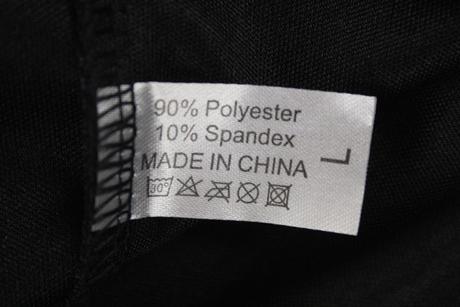 90% Polyester
10% Spandex
MADE IN CHINA
30°
L